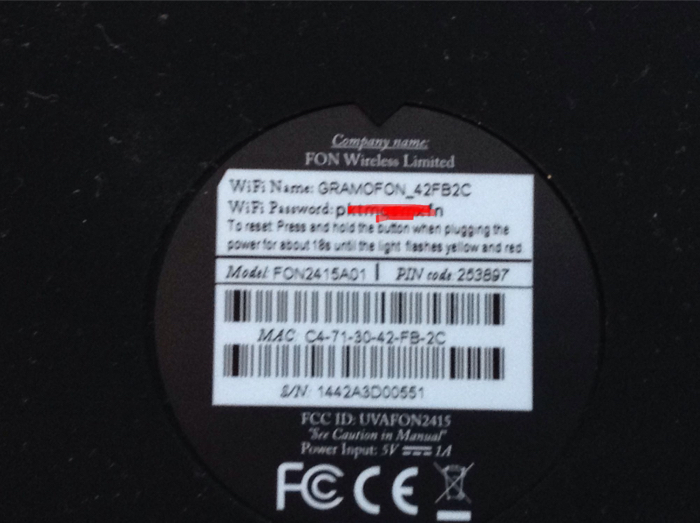 Company name:
FON Wireless Limited
WiFi Name: GRAMOFON_42FB2C
WiFi Password:
To reset: Press and hold the button when plugging the
power for about 18s until the light flashes yellow and red.
Model: FON2415A01 | PIN code: 253897
MAC: C4-71-30-42-FB-2C
S/N: 1442A3D00551
FCC ID: UVAFON2415
"See Caution in Manual"
Power Input: 5V ⎓ 1A
FC CE